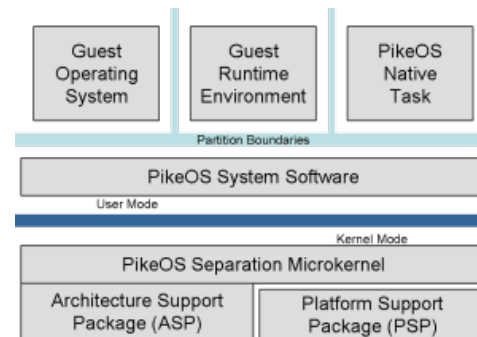 Guest
Operating
System
Guest
Runtime
Environment
PikeOS
Native
Task
Partition Boundaries
PikeOS System Software
User Mode
Kernel Mode
PikeOS Separation Microkernel
Architecture Support
Package (ASP)
Platform Support
Package (PSP)